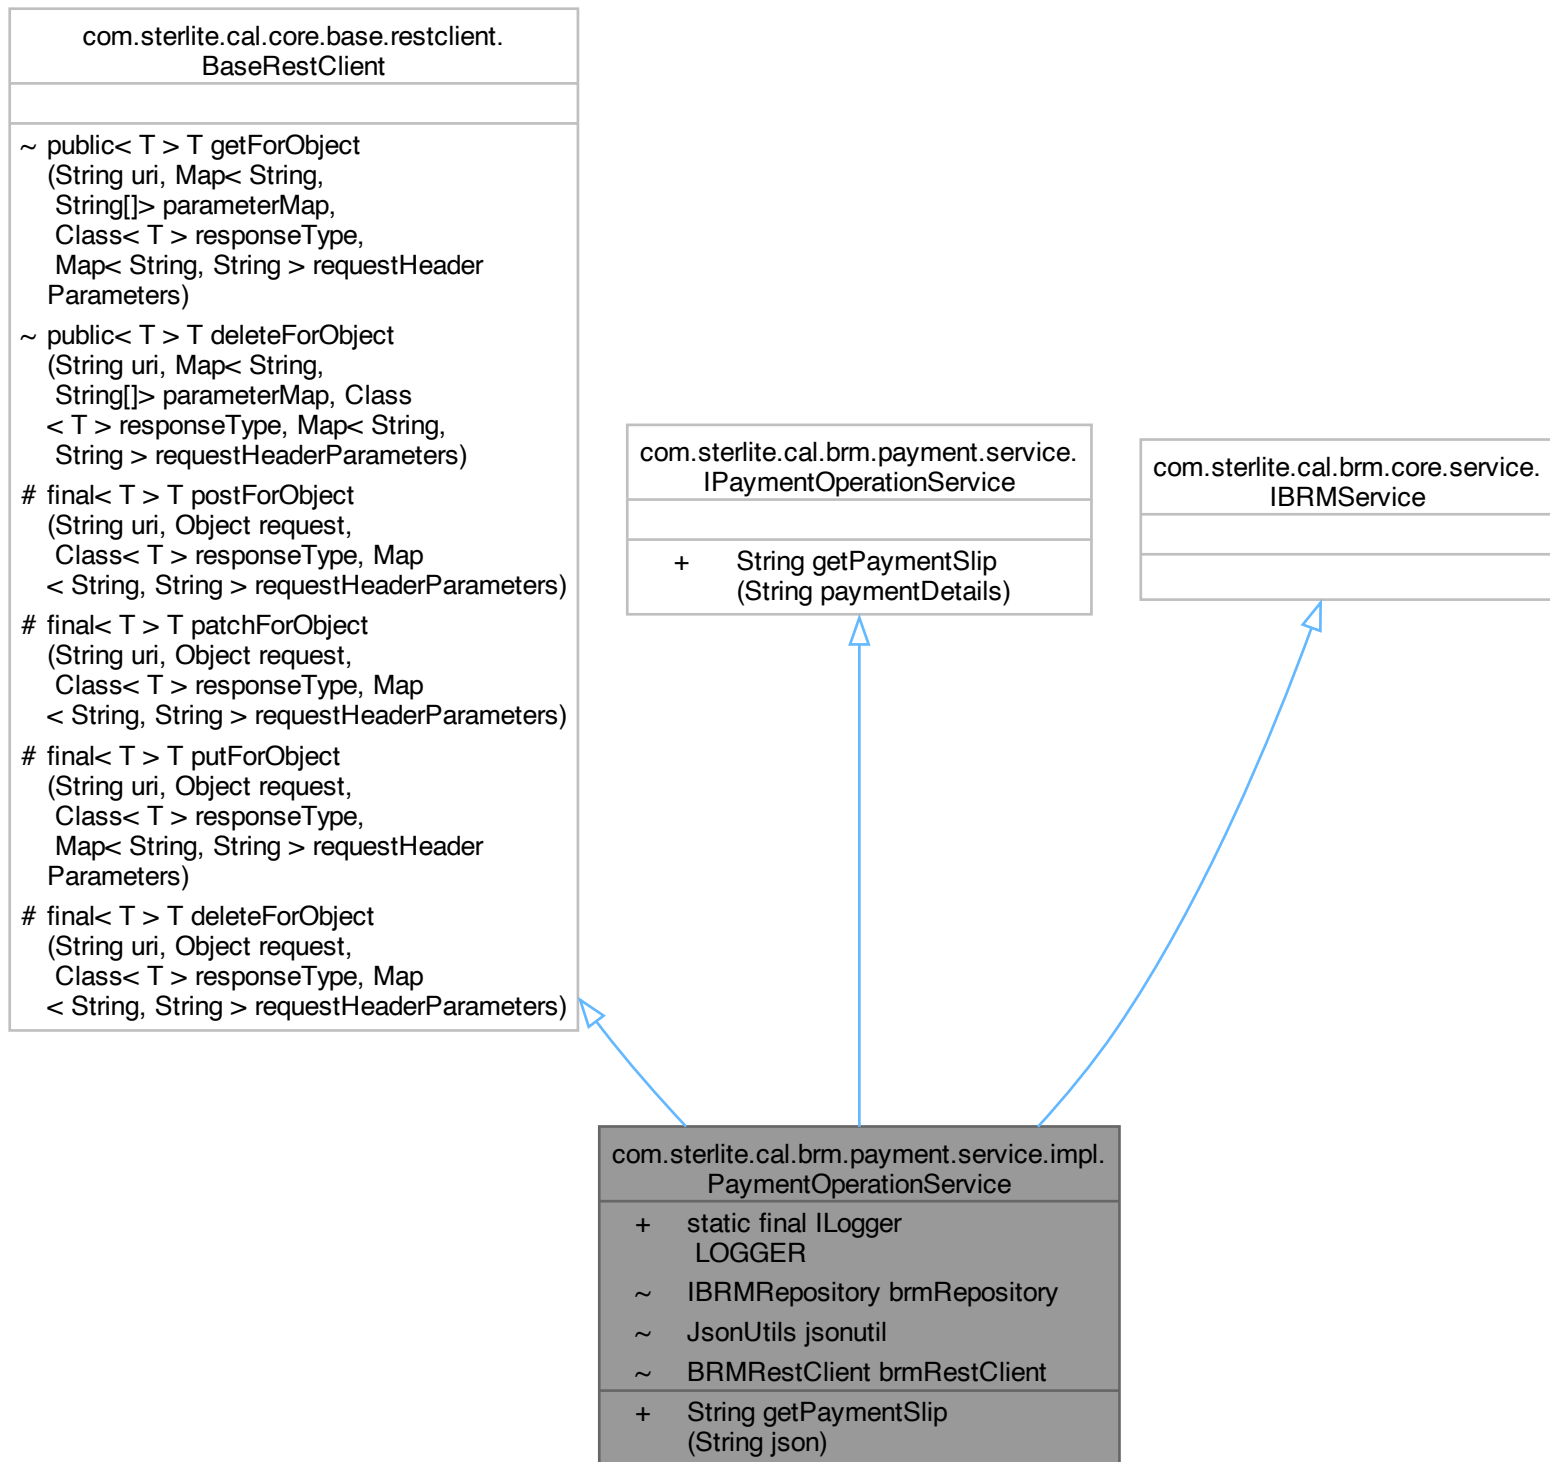 com.sterlite.cal.core.base.restclient.
BaseRestClient
~ public< T > T getForObject
(String uri, Map< String,
String[]> parameterMap,
Class< T > responseType,
Map< String, String > requestHeader
Parameters)
~ public< T > T deleteForObject
(String uri, Map< String,
String[]> parameterMap, Class
< T > responseType, Map< String,
String > requestHeaderParameters)
# final< T > T postForObject
(String uri, Object request,
Class< T > responseType, Map
< String, String > requestHeaderParameters)
# final< T > T patchForObject
(String uri, Object request,
Class< T > responseType, Map
< String, String > requestHeaderParameters)
# final< T > T putForObject
(String uri, Object request,
Class< T > responseType,
Map< String, String > requestHeader
Parameters)
# final< T > T deleteForObject
(String uri, Object request,
Class< T > responseType, Map
< String, String > requestHeaderParameters)
com.sterlite.cal.brm.payment.service.
IPaymentOperationService
+ String getPaymentSlip
(String paymentDetails)
com.sterlite.cal.brm.core.service.
IBRMService
com.sterlite.cal.brm.payment.service.impl.
PaymentOperationService
+ static final ILogger
LOGGER
~ IBRMRepository brmRepository
~ JsonUtils jsonutil
~ BRMRestClient brmRestClient
+ String getPaymentSlip
(String json)